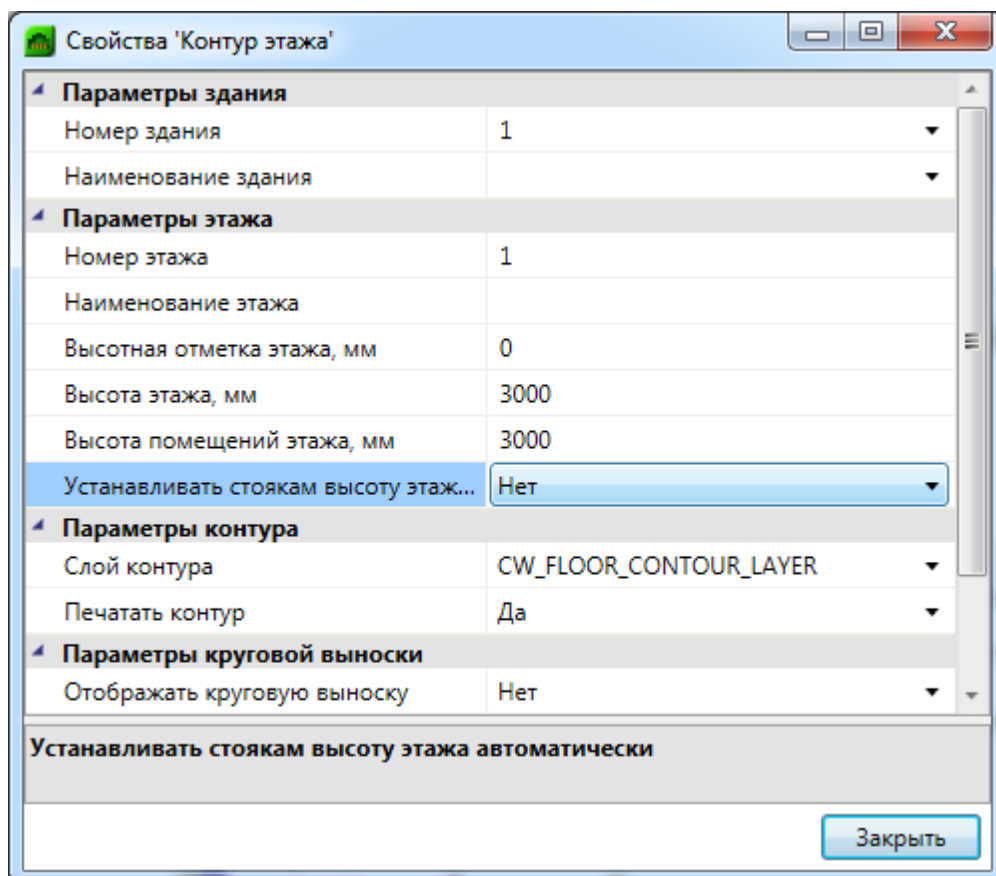 Свойства 'Контур этажа'
Параметры здания
Номер здания 1
Наименование здания
Параметры этажа
Номер этажа 1
Наименование этажа
Высотная отметка этажа, мм 0
Высота этажа, мм 3000
Высота помещений этажа, мм 3000
Устанавливать стоякам высоту этаж... Нет
Параметры контура
Слой контура CW_FLOOR_CONTOUR_LAYER
Печатать контур Да
Параметры круговой выноски
Отображать круговую выноску Нет
Устанавливать стоякам высоту этажа автоматически
Закрыть